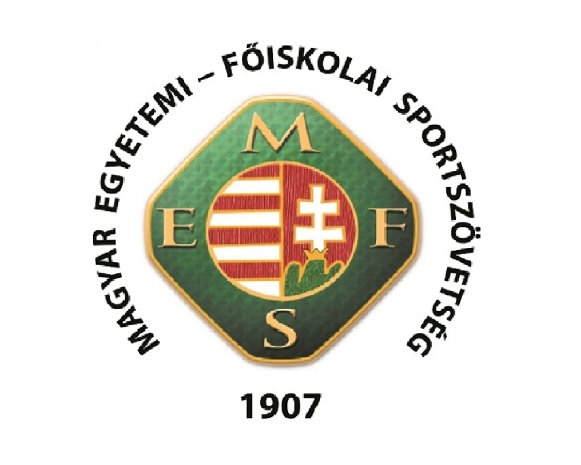 MAGYAR EGYETEMI – FŐISKOLAI SPORTSZÖVETSÉG
M
E F
S
1907